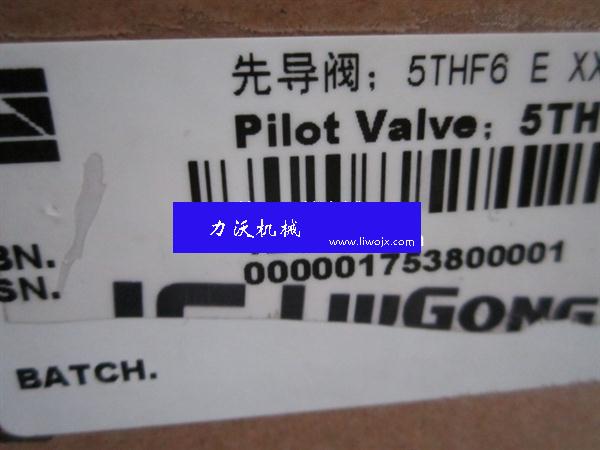 先导阀; 5THF6 E XX
Pilot Valve; 5TH
力沃机械
www.liwojx.com
BN.
SN.
000001753800001
LIUGONG
BATCH.